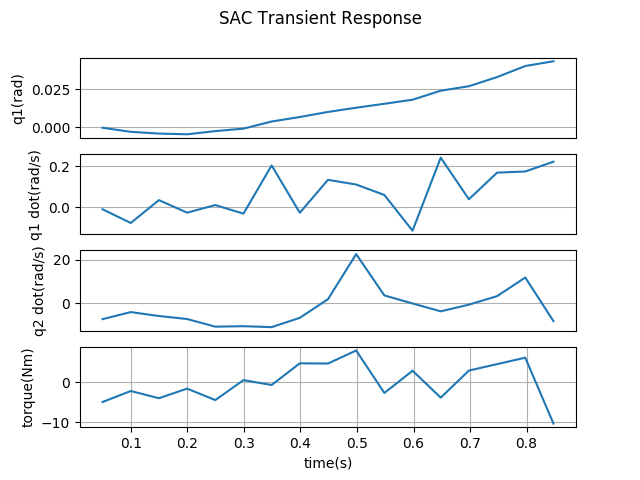 SAC Transient Response
q1(rad)
0.025
0.000
q1 dot(rad/s)
0.2
0.0
q2 dot(rad/s)
20
0
torque(Nm)
0
−10
0.1 0.2 0.3 0.4 0.5 0.6 0.7 0.8
time(s)